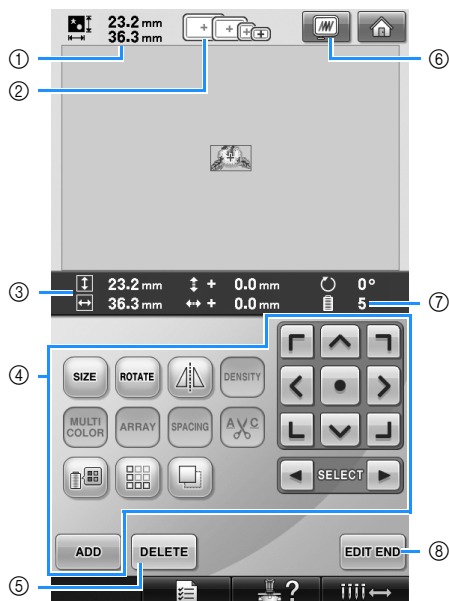 23.2 mm
36.3 mm
①
②
⑥
③
23.2 mm + 0.0 mm 0°
36.3 mm + 0.0 mm 5
⑦
④
SIZE ROTATE DENSITY
MULTI COLOR ARRAY SPACING A C
SELECT
ADD DELETE EDIT END
⑧
⑤
?